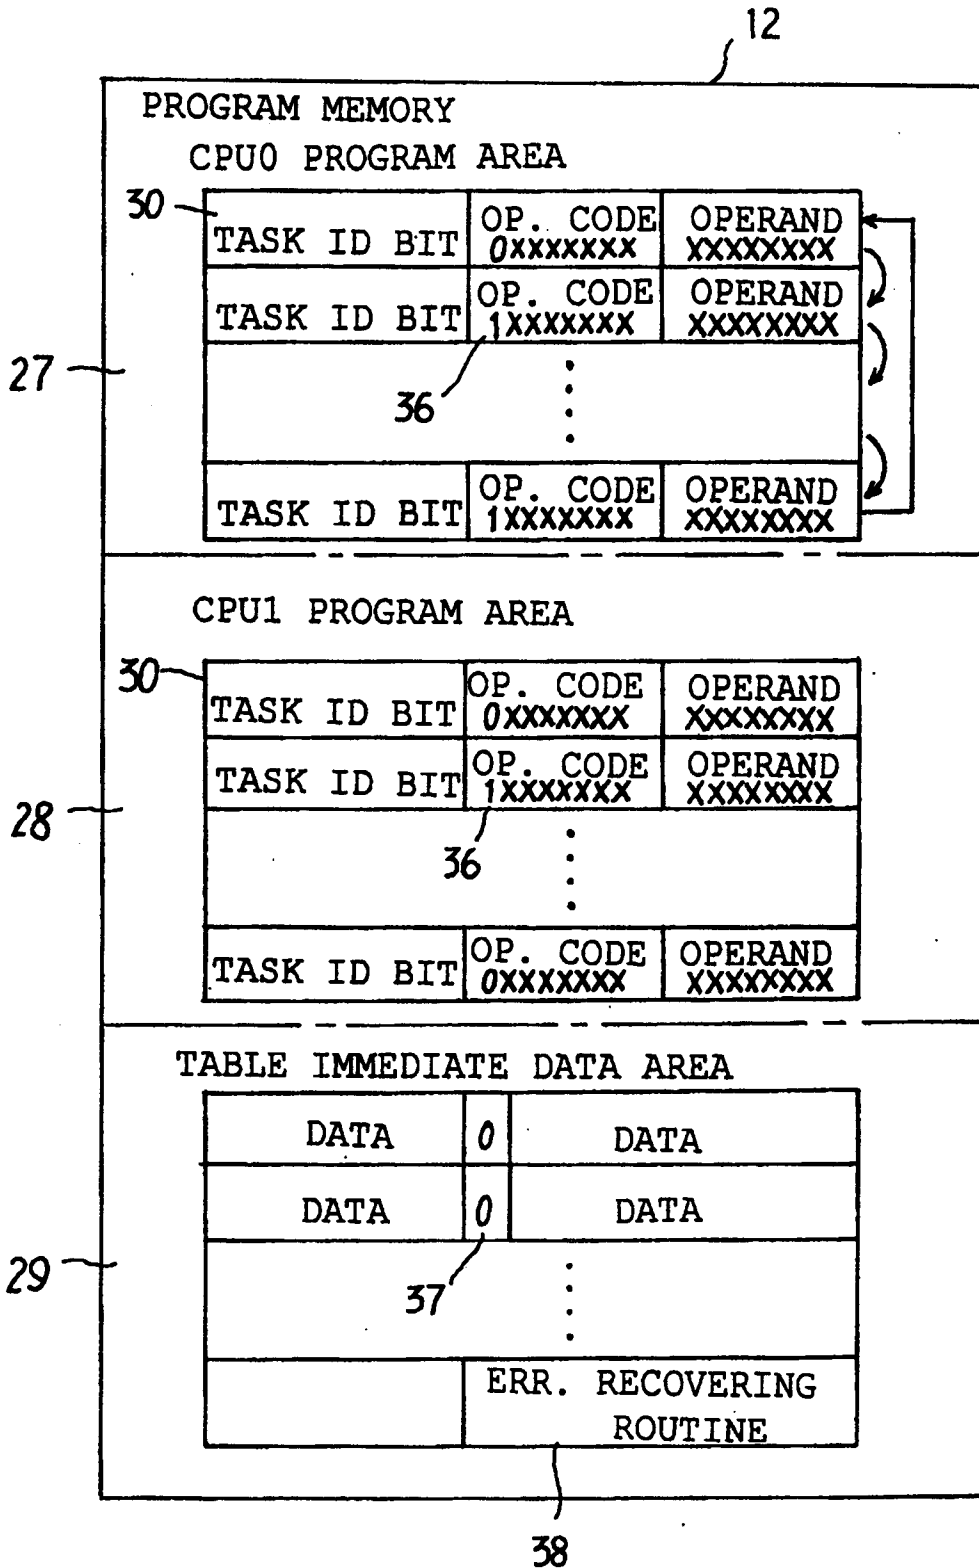 12
PROGRAM MEMORY
CPU0 PROGRAM AREA
30
TASK ID BIT OP. CODE 0XXXXXXX OPERAND XXXXXXXX
TASK ID BIT OP. CODE 1XXXXXXX OPERAND XXXXXXXX
27
36
TASK ID BIT OP. CODE 1XXXXXXX OPERAND XXXXXXXX
CPU1 PROGRAM AREA
30
TASK ID BIT OP. CODE 0XXXXXXX OPERAND XXXXXXXX
TASK ID BIT OP. CODE 1XXXXXXX OPERAND XXXXXXXX
28
36
TASK ID BIT OP. CODE 0XXXXXXX OPERAND XXXXXXXX
TABLE IMMEDIATE DATA AREA
DATA 0 DATA
DATA 0 DATA
29
37
ERR. RECOVERING
ROUTINE
38